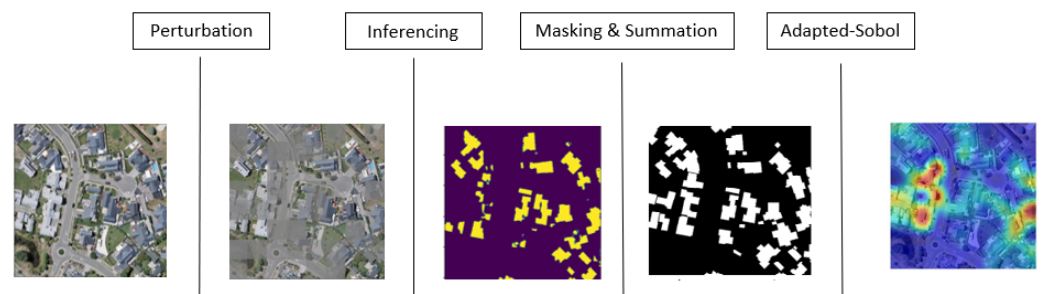 Perturbation
Inferencing
Masking & Summation
Adapted-Sobol